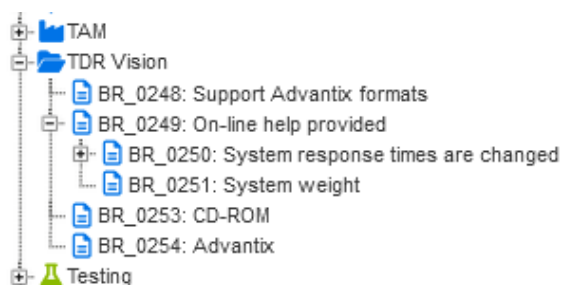 TAM
TDR Vision
BR_0248: Support Advantix formats
BR_0249: On-line help provided
BR_0250: System response times are changed
BR_0251: System weight
BR_0253: CD-ROM
BR_0254: Advantix
Testing